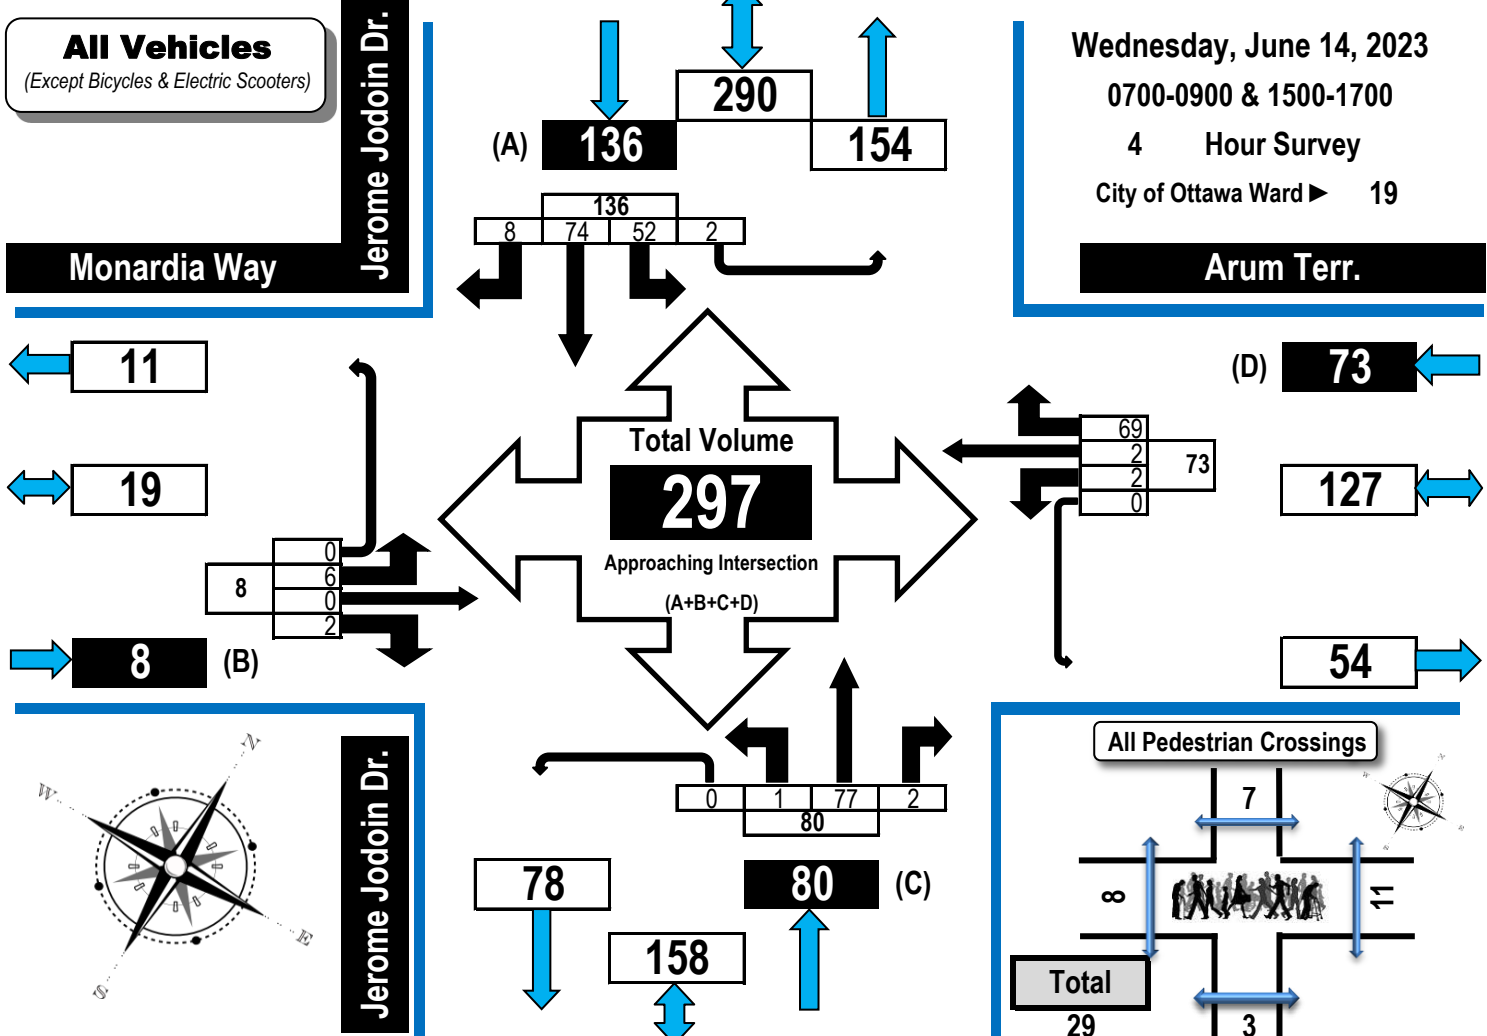 All Vehicles
(Except Bicycles & Electric Scooters)
Jerome Jodoin Dr.
Monardia Way
290
(A) 136
154
136
8 74 52 2
Wednesday, June 14, 2023
0700-0900 & 1500-1700
4 Hour Survey
City of Ottawa Ward ► 19
Arum Terr.
11
19
0
6
0
2
8
8 (B)
Total Volume
297
Approaching Intersection
(A+B+C+D)
(D) 73
69
2
2
0
73
127
54
0 1 77 2
80
78
80 (C)
158
Jerome Jodoin Dr.
N
W
E
S
All Pedestrian Crossings
7
8
11
Total
29
3